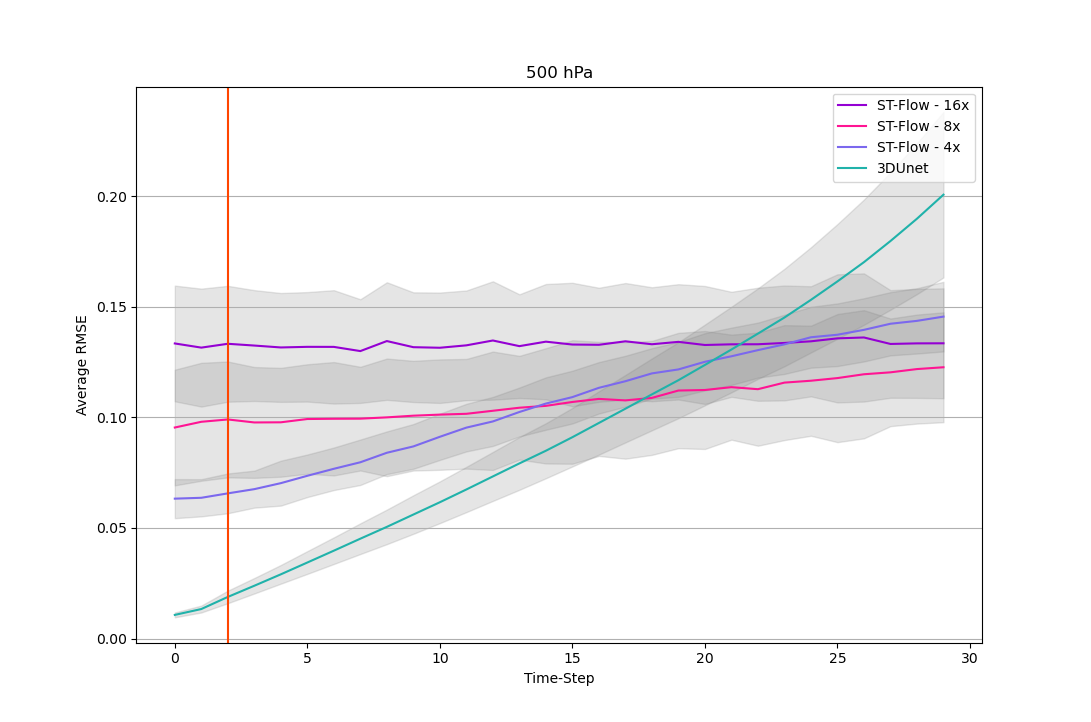 500 hPa
ST-Flow - 16x
ST-Flow - 8x
ST-Flow - 4x
3DUnet
Average RMSE
0.20
0.15
0.10
0.05
0.00
0 5 10 15 20 25 30
Time-Step